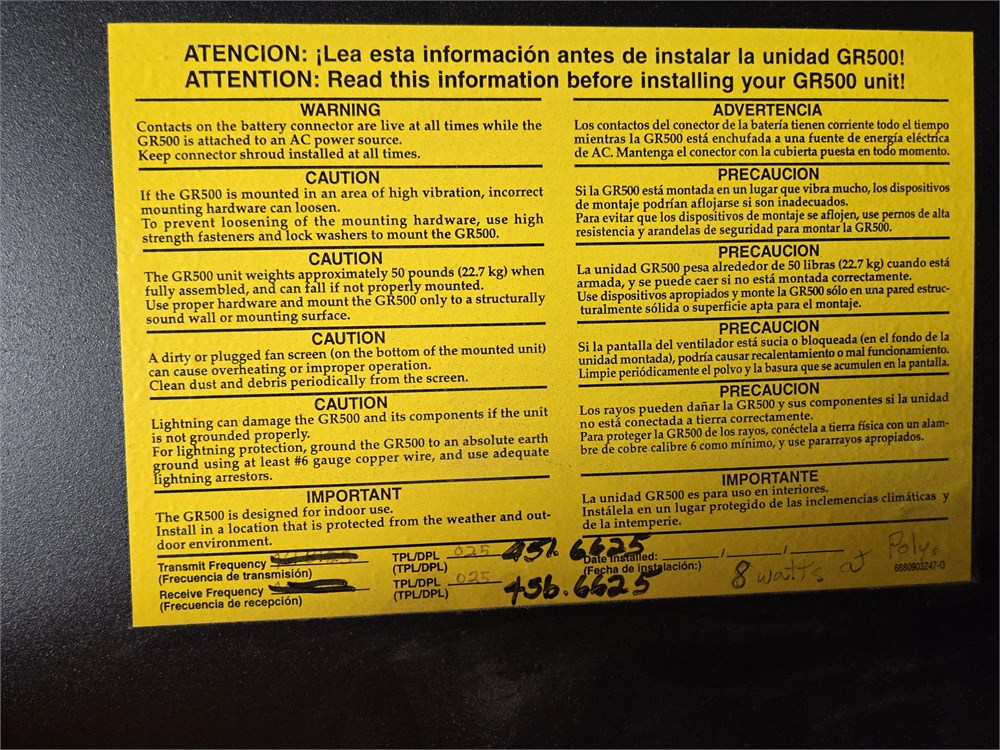 ATENCION: ¡Lea esta información antes de instalar la unidad GR500!
ATTENTION: Read this information before installing your GR500 unit!
WARNING
Contacts on the battery connector are live at all times while the
GR500 is attached to an AC power source.
Keep connector shroud installed at all times.
CAUTION
If the GR500 is mounted in an area of high vibration, incorrect
mounting hardware can loosen.
To prevent loosening of the mounting hardware, use high
strength fasteners and lock washers to mount the GR500.
CAUTION
The GR500 unit weights approximately 50 pounds (22.7 kg) when
fully assembled, and can fall if not properly mounted.
Use proper hardware and mount the GR500 only to a structurally
sound wall or mounting surface.
CAUTION
A dirty or plugged fan screen (on the bottom of the mounted unit)
can cause overheating or improper operation.
Clean dust and debris periodically from the screen.
CAUTION
Lightning can damage the GR500 and its components if the unit
is not grounded properly.
For lightning protection, ground the GR500 to an absolute earth
ground using at least #6 gauge copper wire, and use adequate
lightning arrestors.
IMPORTANT
The GR500 is designed for indoor use.
Install in a location that is protected from the weather and out-
door environment.
ADVERTENCIA
Los contactos del conector de la batería tienen corriente todo el tiempo
mientras la GR500 está enchufada a una fuente de energía eléctrica
de AC. Mantenga el conector con la cubierta puesta en todo momento.
PRECAUCION
Si la GR500 está montada en un lugar que vibra mucho, los dispositivos
de montaje podrían aflojarse si son inadecuados.
Para evitar que los dispositivos de montaje se aflojen, use pernos de alta
resistencia y arandelas de seguridad para montar la GR500.
PRECAUCION
La unidad GR500 pesa alrededor de 50 libras (22.7 kg) cuando está
armada, y se puede caer si no está montada correctamente.
Use dispositivos apropiados y monte la GR500 sólo en una pared estruc-
turalmente sólida o superficie apta para el montaje.
PRECAUCION
Si la pantalla del ventilador está sucia o bloqueada (en el fondo de la
unidad montada), podría causar recalentamiento o mal funcionamiento.
Limpie periódicamente el polvo y la basura que se acumulen en la pantalla.
PRECAUCION
Los rayos pueden dañar la GR500 y sus componentes si la unidad
no está conectada a tierra correctamente.
Para proteger la GR500 de los rayos, conéctela a tierra física con un alam-
bre de cobre calibre 6 como mínimo, y use pararrayos apropiados.
IMPORTANTE
La unidad GR500 es para uso en interiores.
Instálela en un lugar protegido de las inclemencias climáticas y
de la intemperie.
Transmit Frequency TPL/DPL 025 451.6625 Date Installed: / /
(Frecuencia de transmisión) (TPL/DPL) (Fecha de instalación:) 8 watts
Receive Frequency TPL/DPL 025 456.6625 6880903Z47-O
(Frecuencia de recepción) (TPL/DPL)